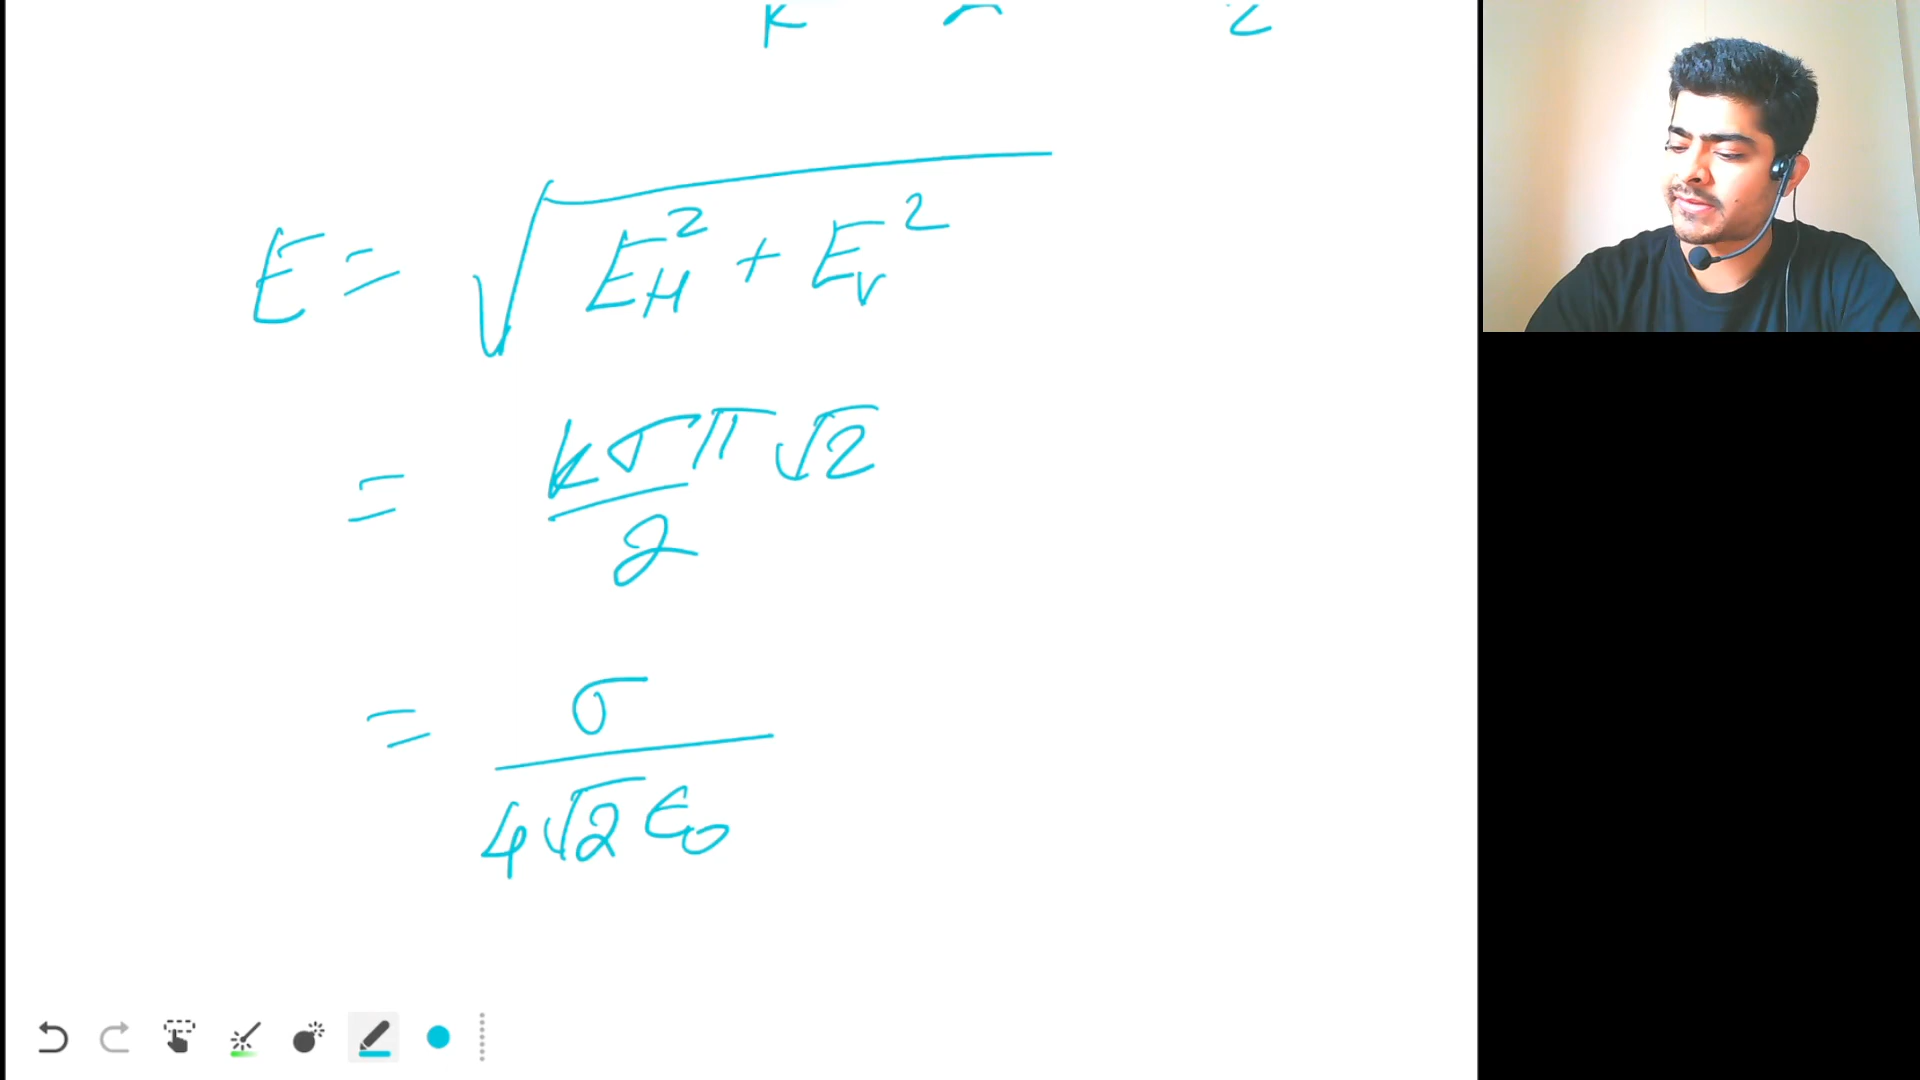 E = √(E_H² + E_v²)
= kσπ/2 √2
= σ/(4√2 ε₀)